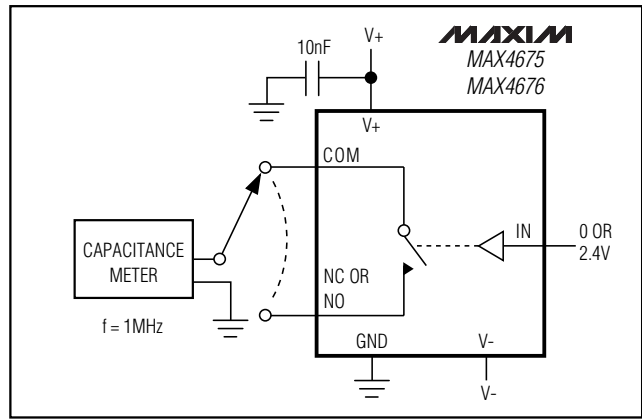 10nF
V+
MAXIM
MAX4675
MAX4676
V+
COM
CAPACITANCE
METER
f = 1MHz
NC OR
NO
IN
0 OR
2.4V
GND
V-
V-